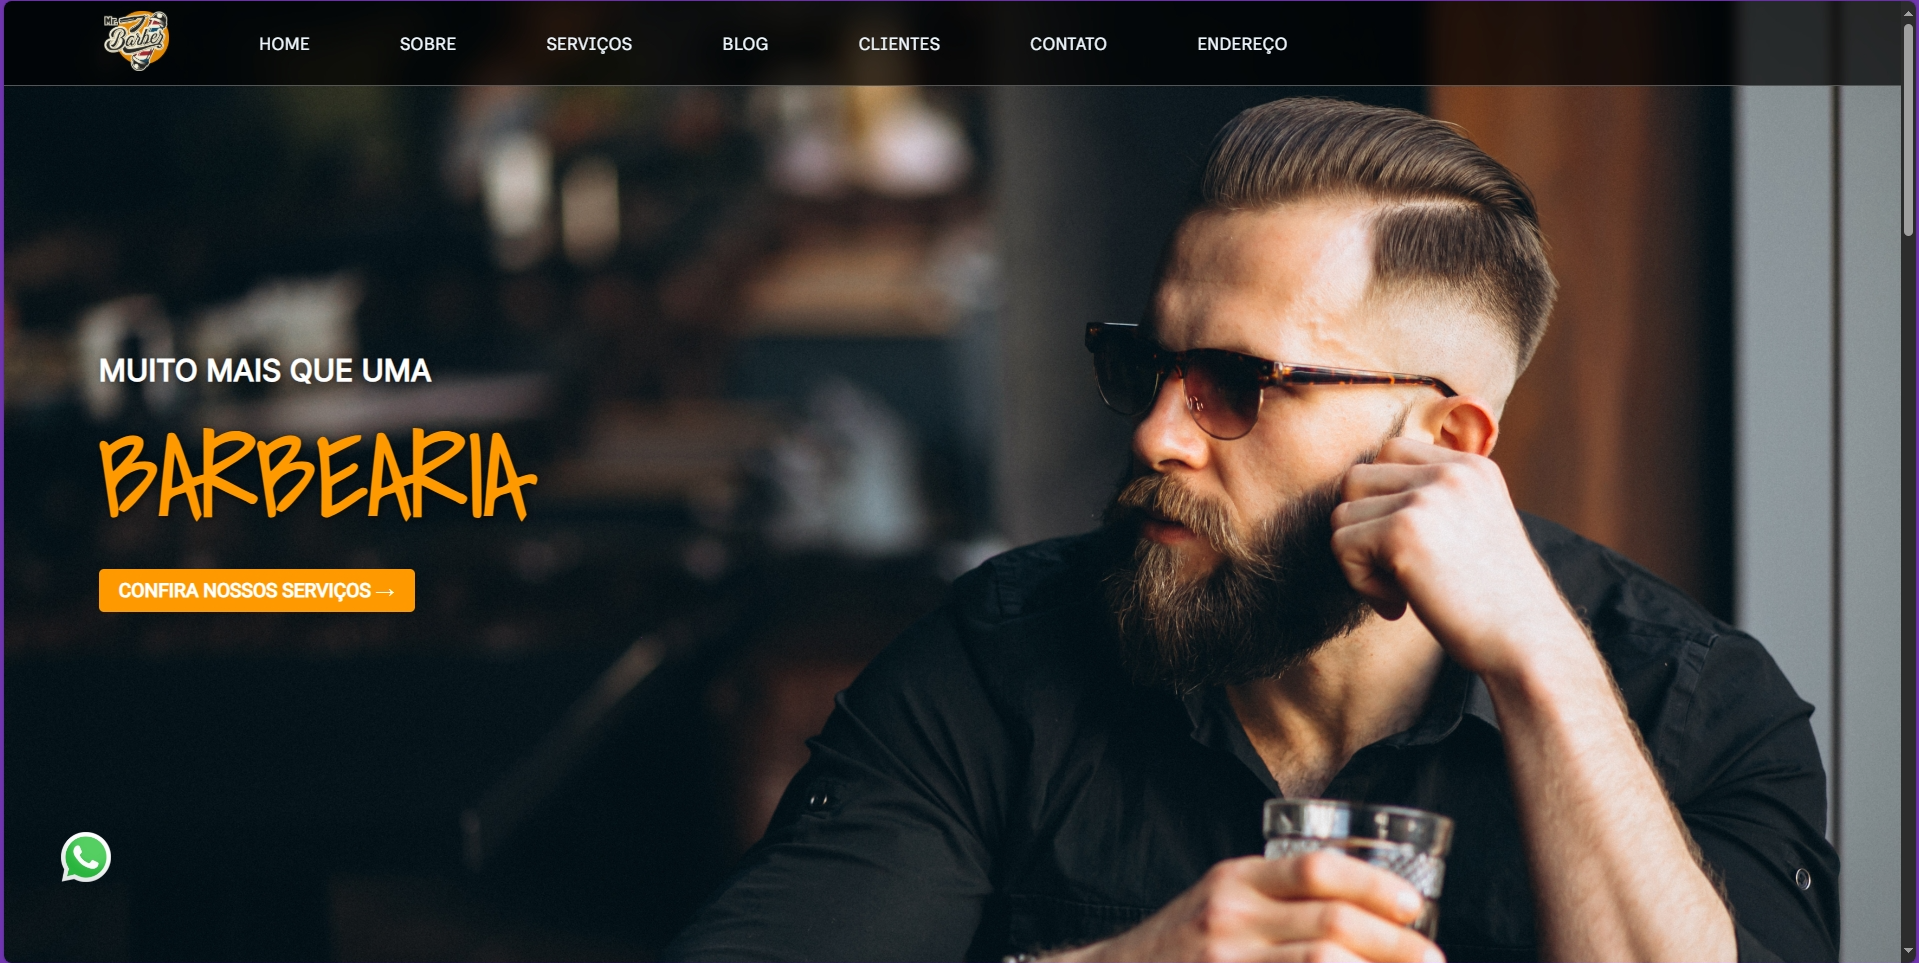 Mr.
Barber
HOME
SOBRE
SERVIÇOS
BLOG
CLIENTES
CONTATO
ENDEREÇO
MUITO MAIS QUE UMA
BARBEARIA
CONFIRA NOSSOS SERVIÇOS →